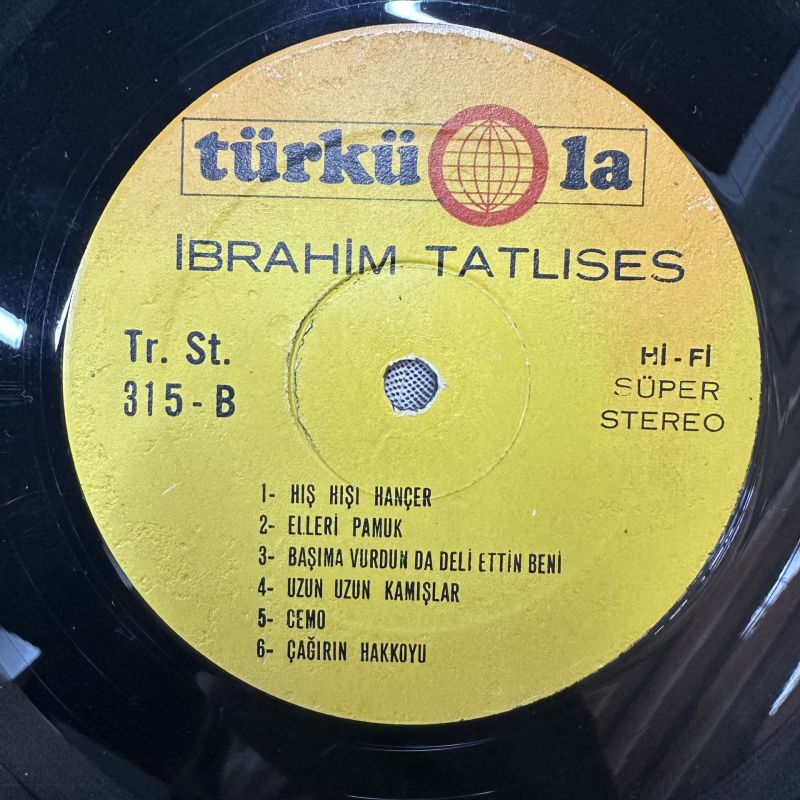 türkü la
İBRAHİM TATLISES
Tr. St.
315 - B
Hİ - Fİ
SÜPER
STEREO
1- HIŞ HIŞI HANÇER
2- ELLERİ PAMUK
3- BAŞIMA VURDUN DA DELİ ETTİN BENİ
4- UZUN UZUN KAMIŞLAR
5- CEMO
6- ÇAĞIRIN HAKKOYU